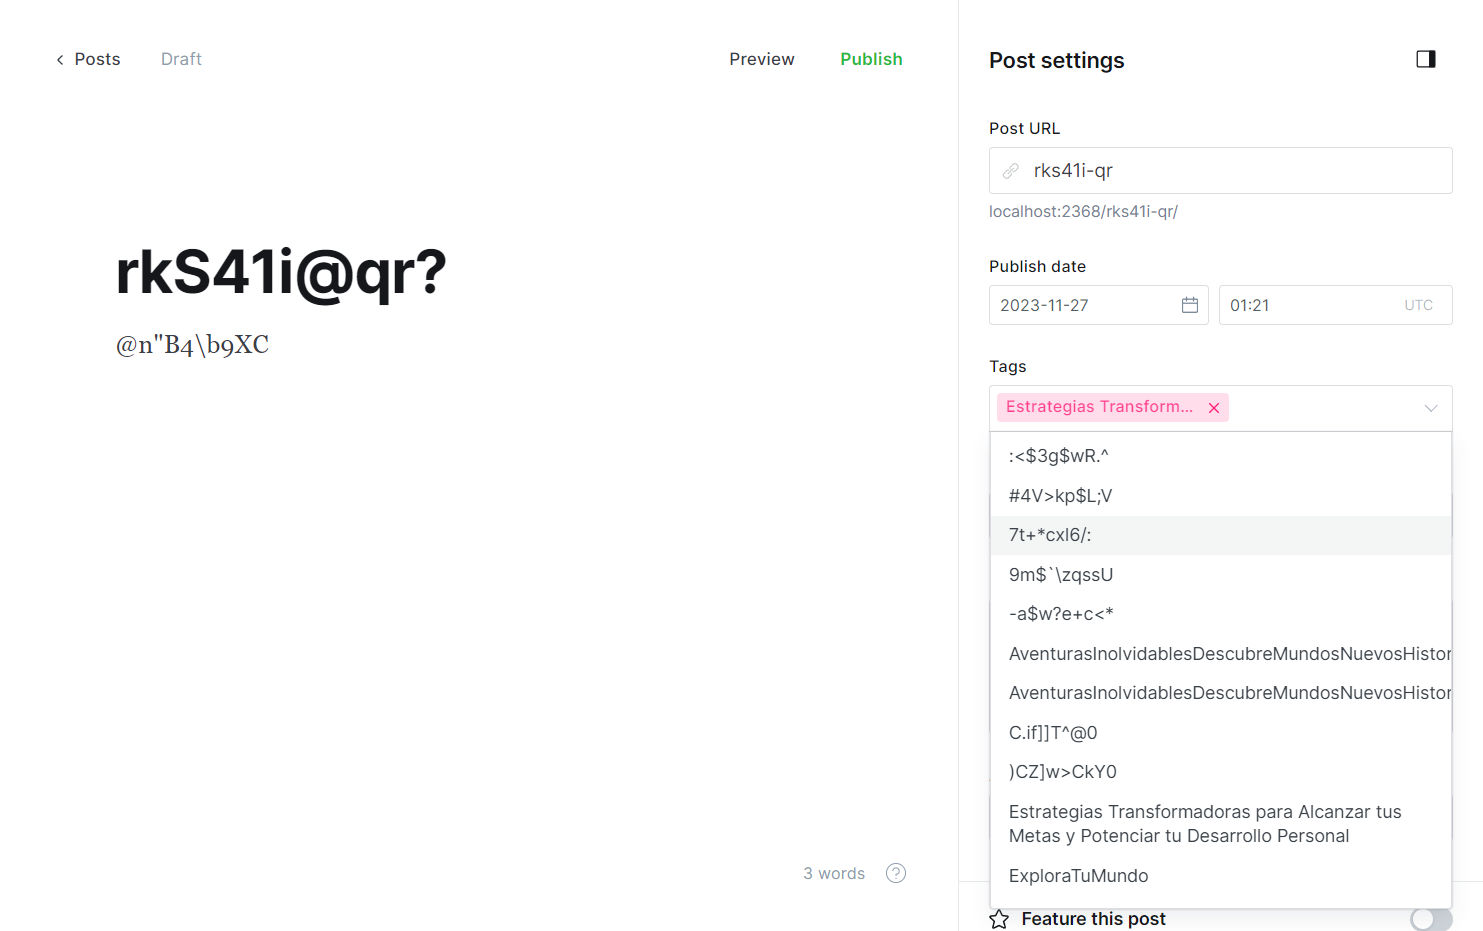 Posts
Draft
Preview
Publish
rkS41i@qr?
@n"B4\b9XC
3 words
?
Post settings
Post URL
rks41i-qr
localhost:2368/rks41i-qr/
Publish date
2023-11-27
01:21
UTC
Tags
Estrategias Transform...
:<$3g$wR.^
#4V>kp$L;V
7t+*cxl6/:
9m$`\zqssU
-a$w?e+c<*
AventurasInolvidablesDescubreMundosNuevosHistor
AventurasInolvidablesDescubreMundosNuevosHistor
C.if]]T^@0
)CZ]w>CkY0
Estrategias Transformadoras para Alcanzar tus
Metas y Potenciar tu Desarrollo Personal
ExploraTuMundo
Feature this post